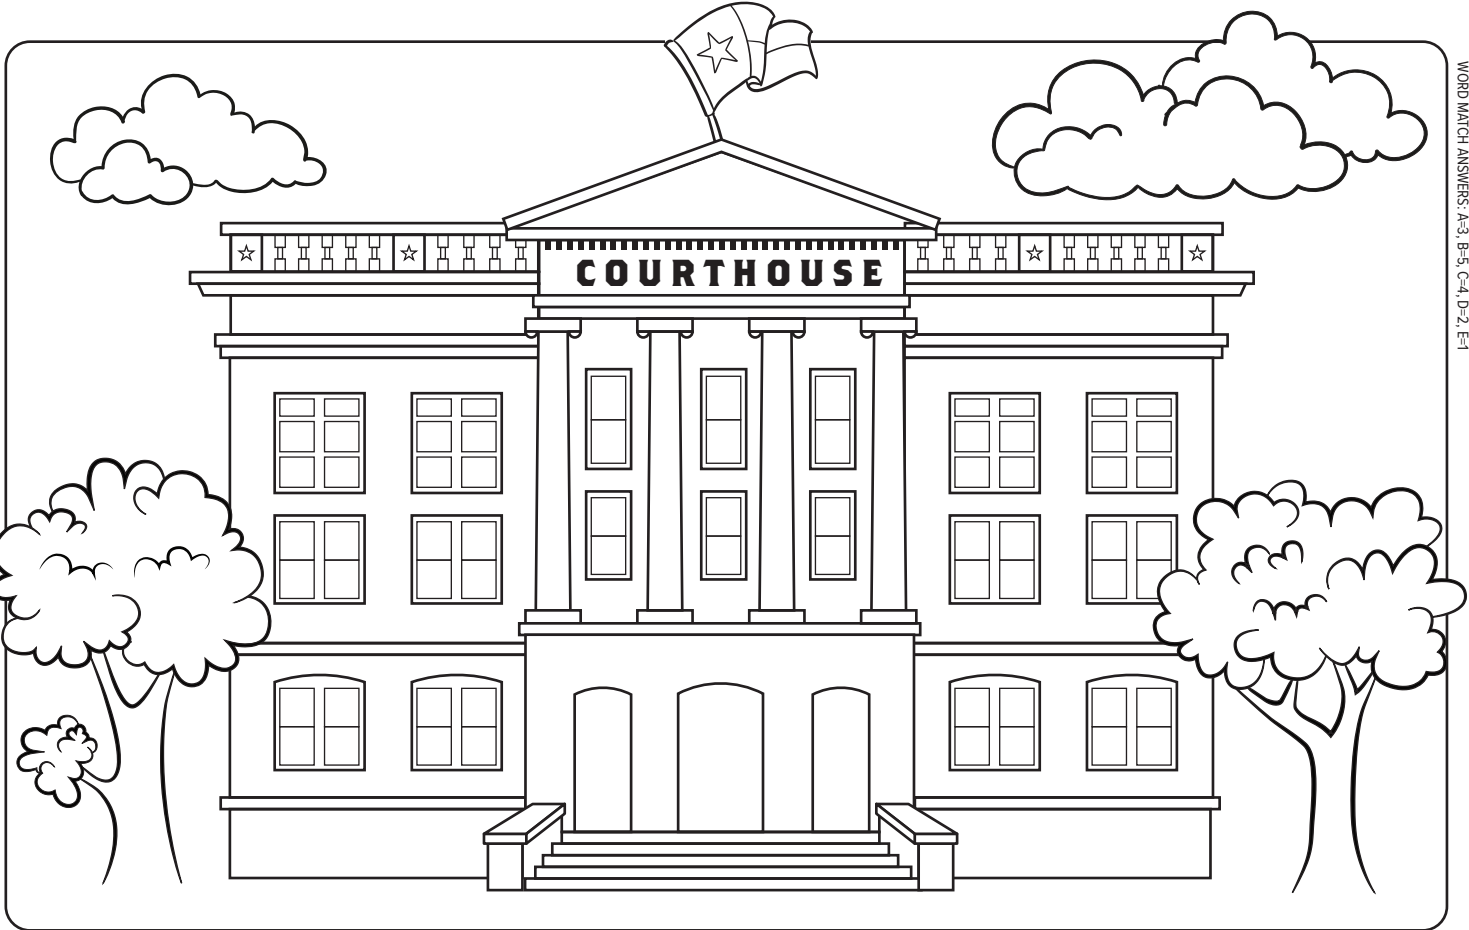 COURTHOUSE
WORD MATCH ANSWERS: A=3, B=5, C=4, D=2, E=1